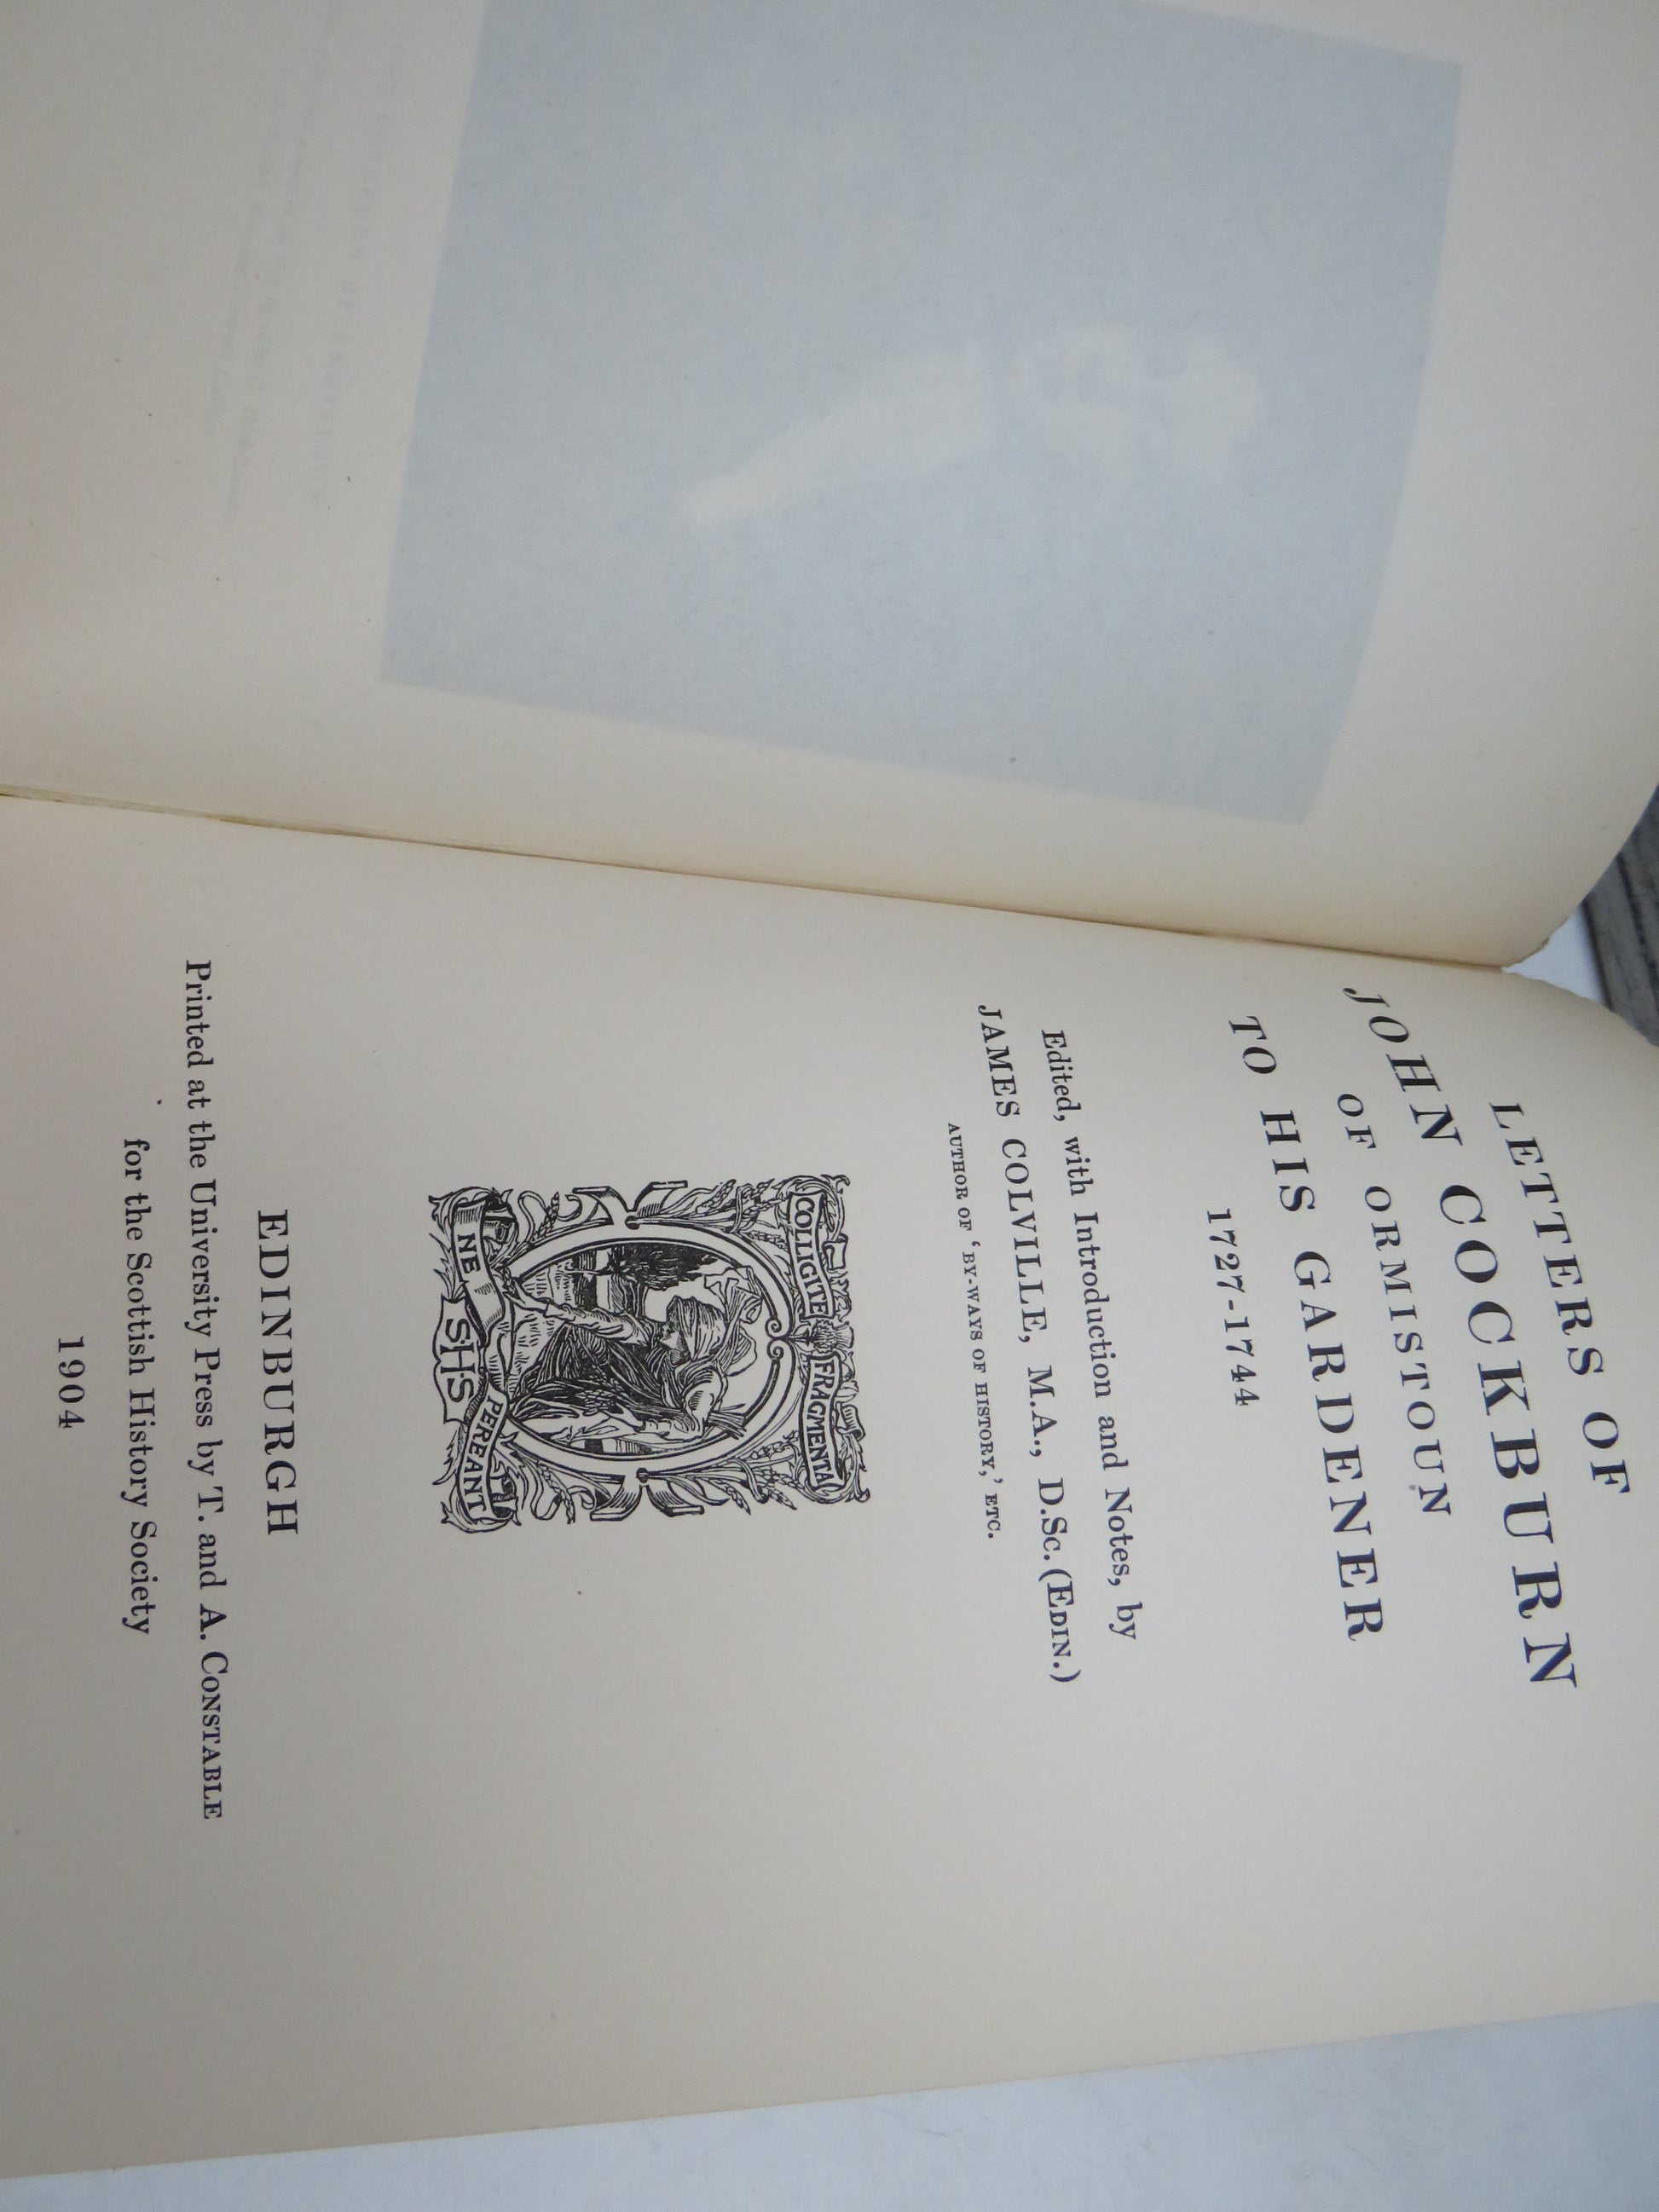 LETTERS OF
JOHN COCKBURN
OF ORMISTOUN
TO HIS GARDENER
1727-1744
Edited, with Introduction and Notes, by
JAMES COLVILLE, M.A., D.Sc. (EDIN.)
AUTHOR OF ‘BY-WAYS OF HISTORY,’ ETC.
COLLIGITE FRAGMENTA
NE PEREANT
SHS
EDINBURGH
Printed at the University Press by T. and A. CONSTABLE
for the Scottish History Society
1904